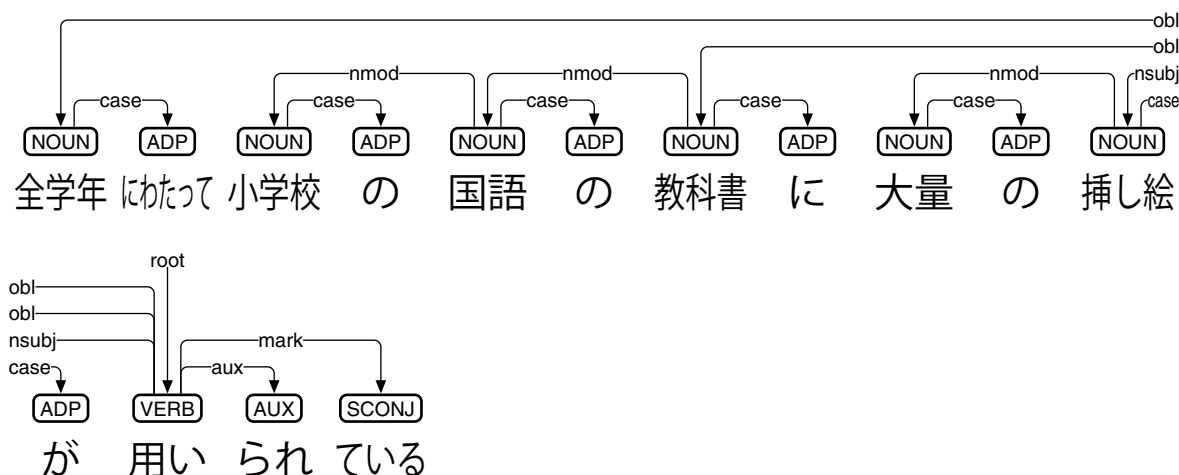 obl
obl
nmod nmod nmod nsubj
case case case case case case
NOUN ADP NOUN ADP NOUN ADP NOUN ADP NOUN ADP NOUN
全学年 にわたって 小学校 の 国語 の 教科書 に 大量 の 挿し絵
root
obl
obl
nsubj mark
case aux
ADP VERB AUX SCONJ
が 用い られ ている